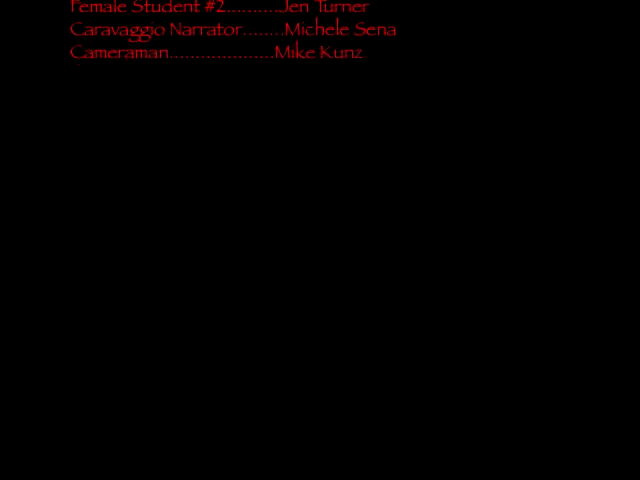 Female Student #2..........Jen Turner
Caravaggio Narrator........Michele Sena
Cameraman....................Mike Kunz